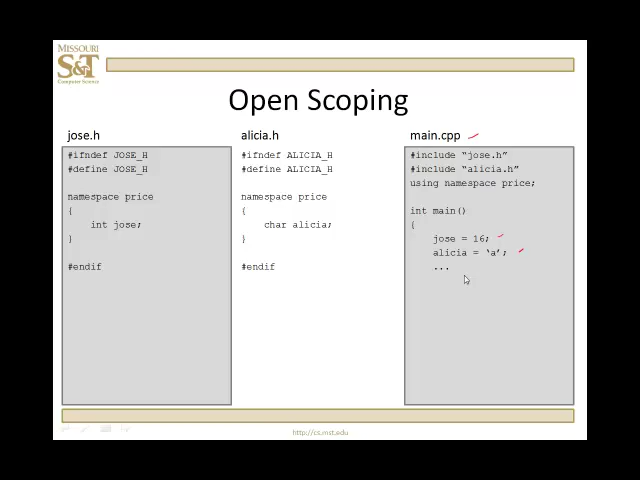 MISSOURI
S&T
Computer Science
Open Scoping
jose.h
#ifndef JOSE_H
#define JOSE_H
namespace price
{
int jose;
}
#endif
alicia.h
#ifndef ALICIA_H
#define ALICIA_H
namespace price
{
char alicia;
}
#endif
main.cpp
#include “jose.h”
#include “alicia.h”
using namespace price;
int main()
{
jose = 16;
alicia = ‘a’;
...
http://cs.mst.edu